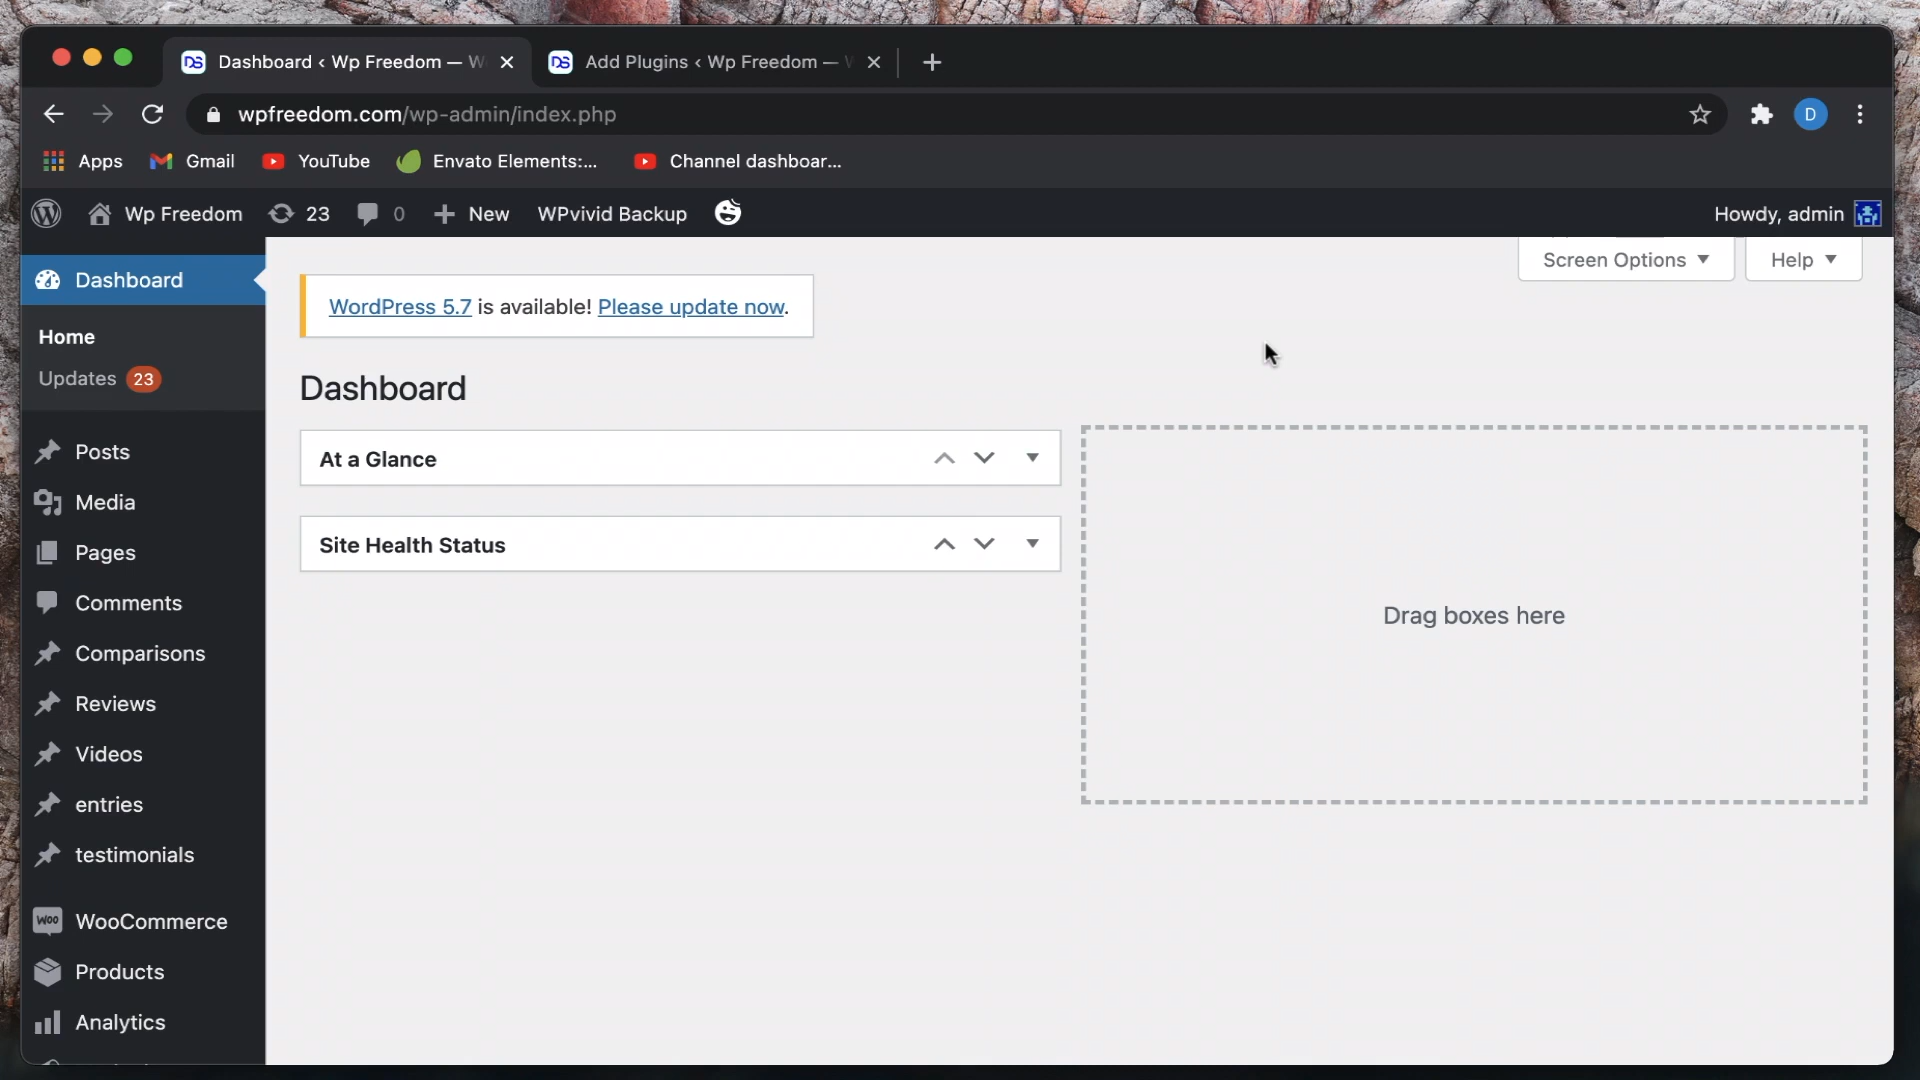 Dashboard ‹ Wp Freedom — W
Add Plugins ‹ Wp Freedom —
wpfreedom.com/wp-admin/index.php
D
Apps
Gmail
YouTube
Envato Elements:...
Channel dashboar...
Wp Freedom
23
0
New
WPvivid Backup
Howdy, admin
Screen Options
Help
Dashboard
Home
Updates 23
Posts
Media
Pages
Comments
Comparisons
Reviews
Videos
entries
testimonials
WooCommerce
Products
Analytics
WordPress 5.7 is available! Please update now.
Dashboard
At a Glance
Site Health Status
Drag boxes here